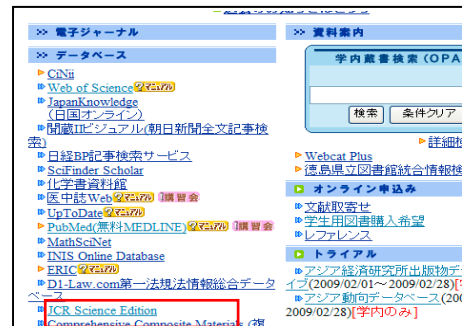 >> 電子ジャーナル
>> データベース
CiNii
Web of Science マニュアル
JapanKnowledge
(日国オンライン)
聞蔵IIビジュアル(朝日新聞全文記事検
索)
日経BP記事検索サービス
SciFinder Scholar
化学書資料館
医中誌Web マニュアル 講習会
UpToDate マニュアル
PubMed(無料MEDLINE) マニュアル 講習会
MathSciNet
INIS Online Database
ERIC マニュアル
D1-Law.com第一法規法情報総合データ
ベース
JCR Science Edition
Comprehensive Composite Materials (複
>> 資料案内
学内蔵書検索 (OPA
検索 条件クリア
詳細検
Webcat Plus
徳島県立図書館統合情報検
オンライン申込み
文献取寄せ
学生用図書購入希望
レファレンス
トライアル
アジア経済研究所出版物デー
イブ(2009/02/01～2009/02/28)[学
アジア動向データベース(200
2009/02/28)[学内のみ]